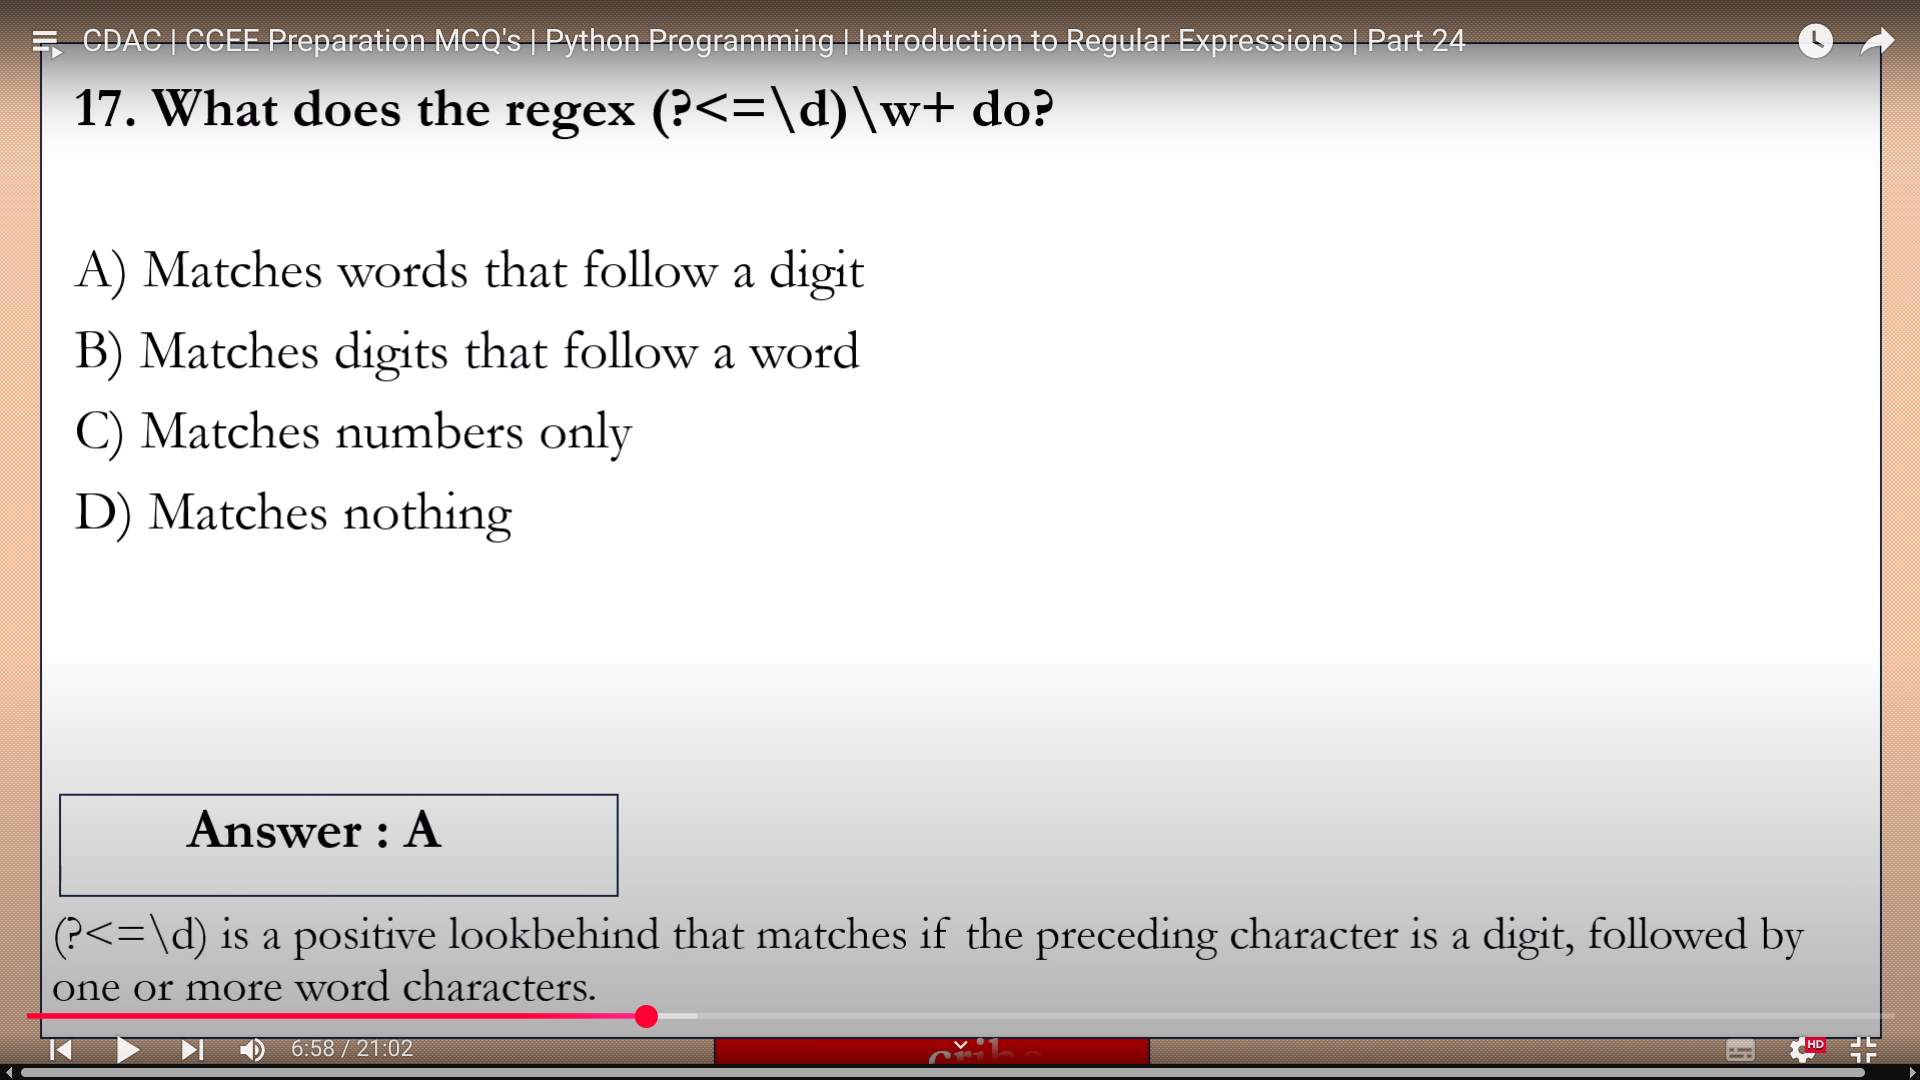 CDAC | CCEE Preparation MCQ's | Python Programming | Introduction to Regular Expressions | Part 24
17. What does the regex (?<=\d)\w+ do?
A) Matches words that follow a digit
B) Matches digits that follow a word
C) Matches numbers only
D) Matches nothing
Answer : A
(?<=\d) is a positive lookbehind that matches if the preceding character is a digit, followed by
one or more word characters.
6:58 / 21:02
HD